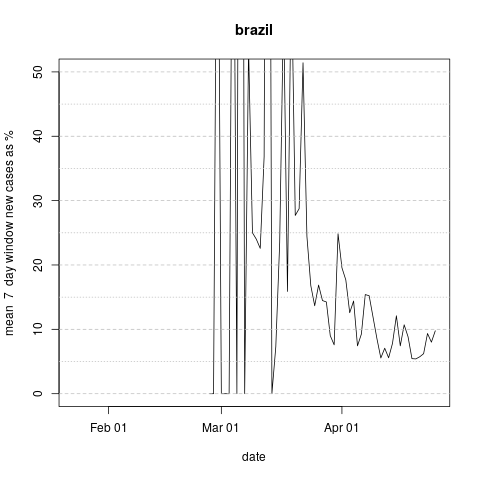 brazil
mean 7 day window new cases as %
50
40
30
20
10
0
Feb 01
Mar 01
Apr 01
date